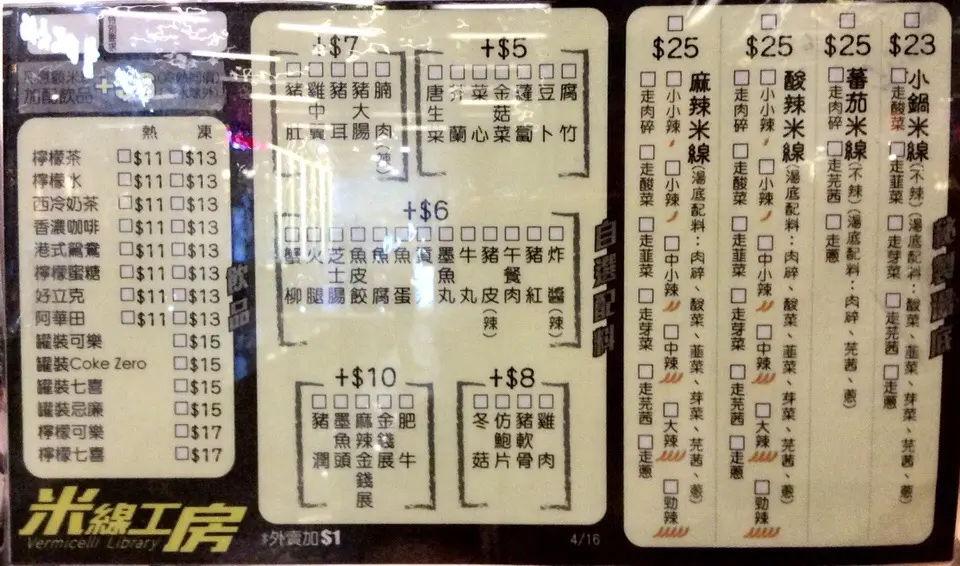 加配飲品
熱 凍
檸檬茶 □$11 □$13
檸檬水 □$11 □$13
西冷奶茶 □$11 □$13
香濃咖啡 □$11 □$13
港式鴛鴦 □$11 □$13
檸檬蜜糖 □$11 □$13
好立克 □$11 □$13
阿華田 □$11 □$13
罐裝可樂 □$15
罐裝Coke Zero □$15
罐裝七喜 □$15
罐裝忌廉 □$15
檸檬可樂 □$17
檸檬七喜 □$17
飲品
米線工房
Vermicelli Library
+$7
豬肚
雞中寶
豬耳
豬大腸
腩肉(辣)
+$5
唐生菜
芥蘭
菜心
金菇菜
蘿蔔
豆卜
腐竹
+$6
蟹柳
火腿
芝士腸
魚皮餃
魚腐
魚蛋
墨魚丸
牛丸
豬皮(辣)
午餐肉
豬紅
炸醬(辣)
自選配料
+$10
豬潤
墨魚頭
麻辣金錢展
金錢展
肥牛
+$8
冬菇
仿鮑片
豬軟骨
雞肉
*外賣加$1
4/16
$25
麻辣米線(湯底配料:肉碎、酸菜、韮菜、芽菜、芫茜、蔥)
□小小辣 □小辣 □中小辣 □中辣 □大辣 □勁辣
□走肉碎 □走酸菜 □走韮菜 □走芽菜 □走芫茜 □走蔥
$25
酸辣米線(湯底配料:肉碎、酸菜、韮菜、芽菜、芫茜、蔥)
□小小辣 □小辣 □中小辣 □中辣 □大辣 □勁辣
□走肉碎 □走酸菜 □走韮菜 □走芽菜 □走芫茜 □走蔥
$25
蕃茄米線(不辣)(湯底配料:肉碎、芫茜、蔥)
□走肉碎 □走芫茜 □走蔥
$23
小鍋米線(不辣)(湯底配料:酸菜、韮菜、芽菜、芫茜、蔥)
□走酸菜 □走韮菜 □走芽菜 □走芫茜 □走蔥